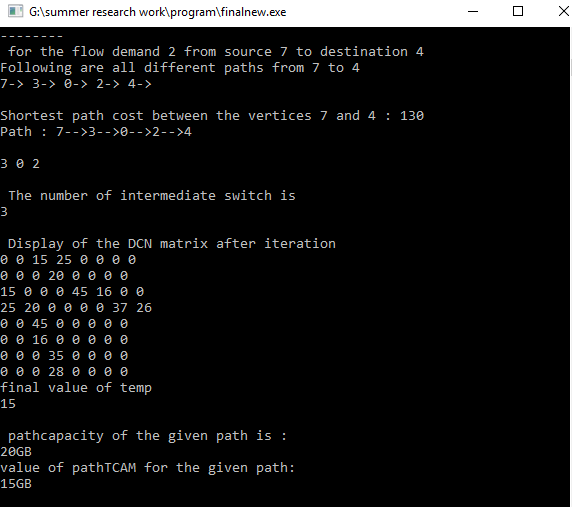 G:\summer research work\program\finalnew.exe
--------
for the flow demand 2 from source 7 to destination 4
Following are all different paths from 7 to 4
7-> 3-> 0-> 2-> 4->
Shortest path cost between the vertices 7 and 4 : 130
Path : 7-->3-->0-->2-->4
3 0 2
The number of intermediate switch is
3
Display of the DCN matrix after iteration
0 0 15 25 0 0 0 0
0 0 0 20 0 0 0 0
15 0 0 0 45 16 0 0
25 20 0 0 0 0 37 26
0 0 45 0 0 0 0 0
0 0 16 0 0 0 0 0
0 0 0 35 0 0 0 0
0 0 0 28 0 0 0 0
final value of temp
15
pathcapacity of the given path is :
20GB
value of pathTCAM for the given path:
15GB